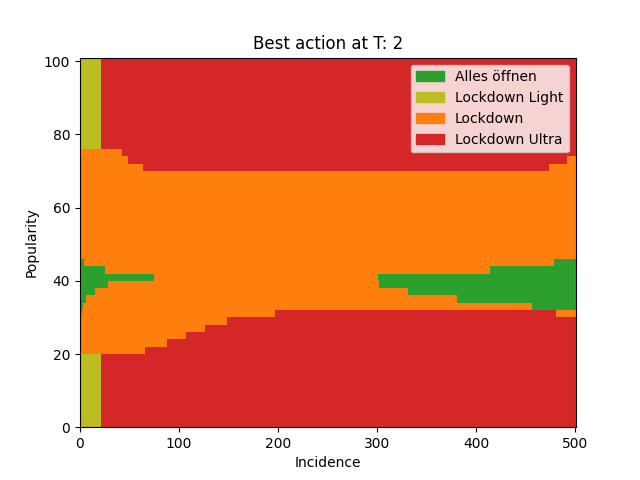 Best action at T: 2
Alles öffnen
Lockdown Light
Lockdown
Lockdown Ultra
Popularity
100
80
60
40
20
0
0 100 200 300 400 500
Incidence